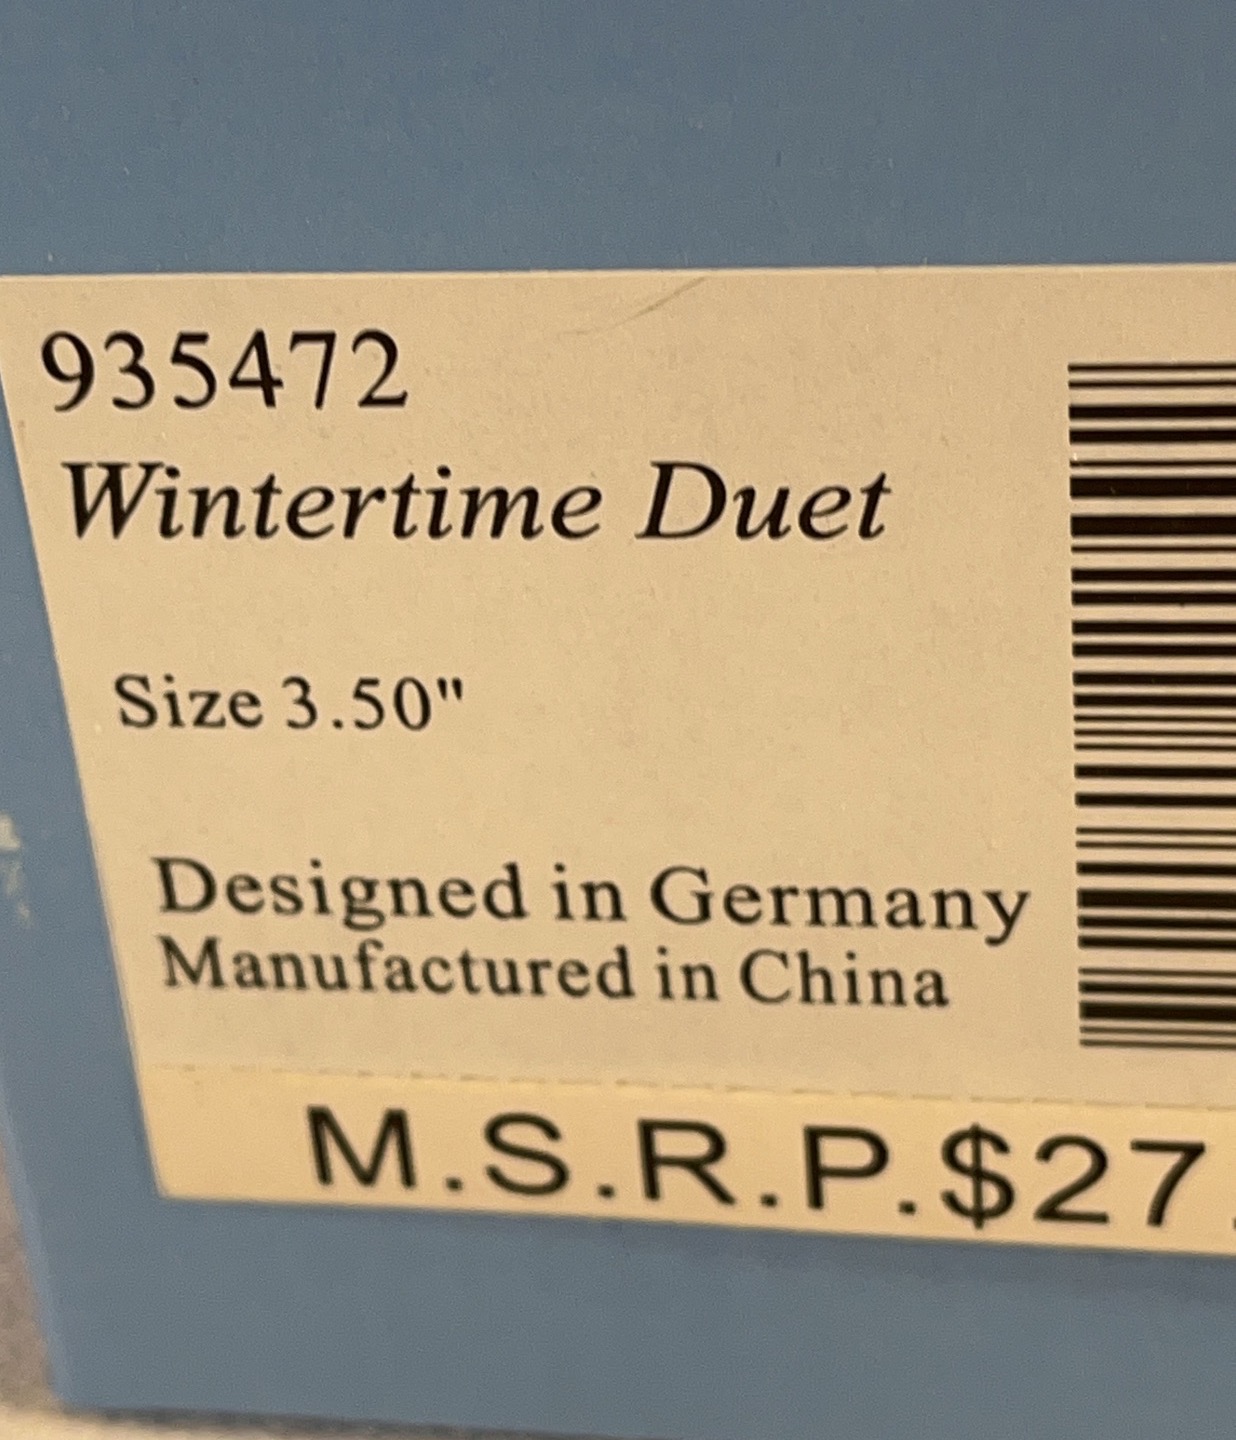 935472
Wintertime Duet
Size 3.50"
Designed in Germany
Manufactured in China
M.S.R.P.$27.